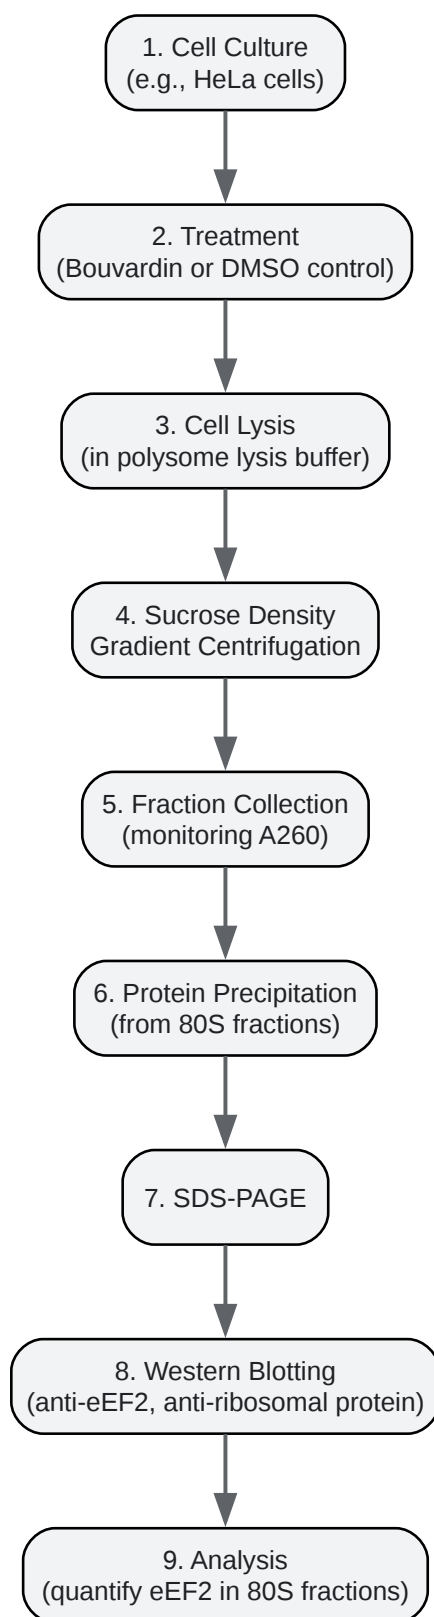 1. Cell Culture
(e.g., HeLa cells)
2. Treatment
(Bouvardin or DMSO control)
3. Cell Lysis
(in polysome lysis buffer)
4. Sucrose Density
Gradient Centrifugation
5. Fraction Collection
(monitoring A260)
6. Protein Precipitation
(from 80S fractions)
7. SDS-PAGE
8. Western Blotting
(anti-eEF2, anti-ribosomal protein)
9. Analysis
(quantify eEF2 in 80S fractions)